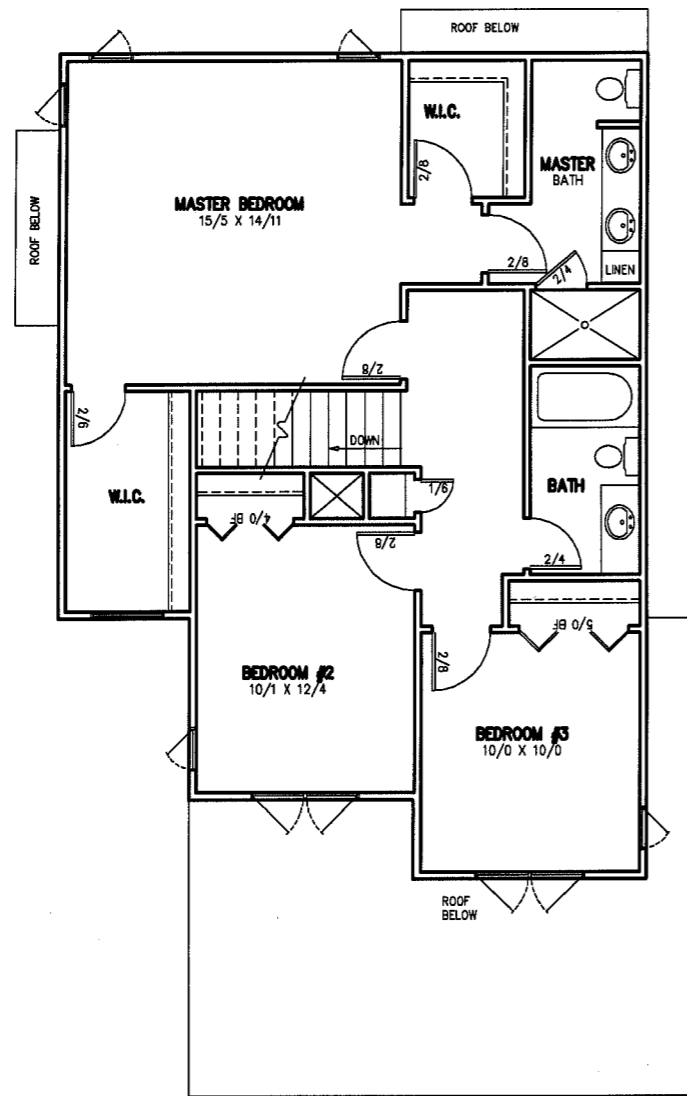 ROOF BELOW
W.I.C.
2/8
MASTER
BATH
MASTER BEDROOM
15/5 X 14/11
ROOF BELOW
2/8
2/4
LINEN
2/8
2/6
DOWN
W.I.C.
4/0 BF
1/6
BATH
2/8
2/4
5/0 BF
2/8
BEDROOM #2
10/1 X 12/4
BEDROOM #3
10/0 X 10/0
ROOF
BELOW